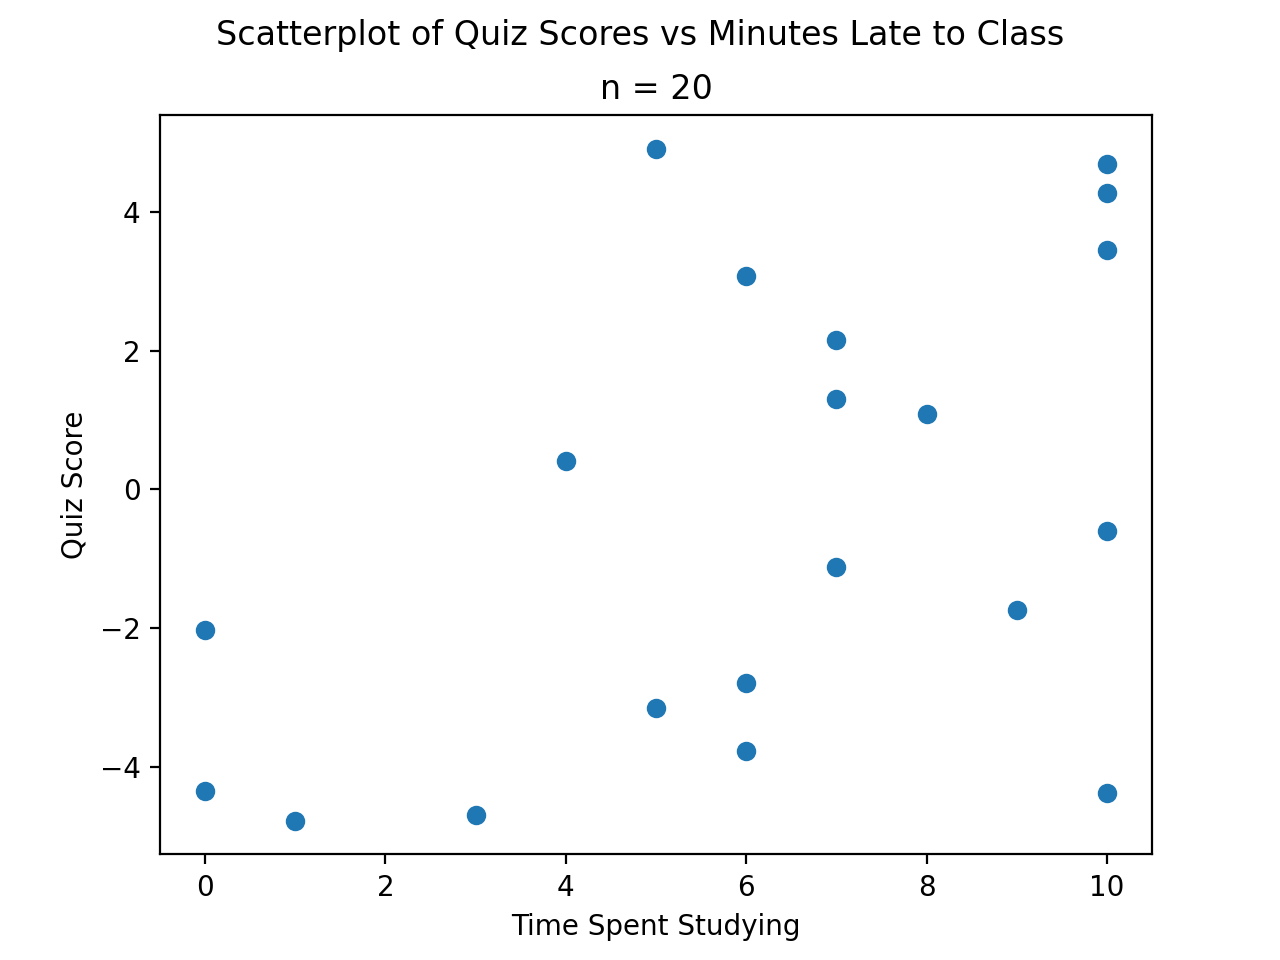 Scatterplot of Quiz Scores vs Minutes Late to Class
n = 20
4
2
0
−2
−4
Quiz Score
0 2 4 6 8 10
Time Spent Studying